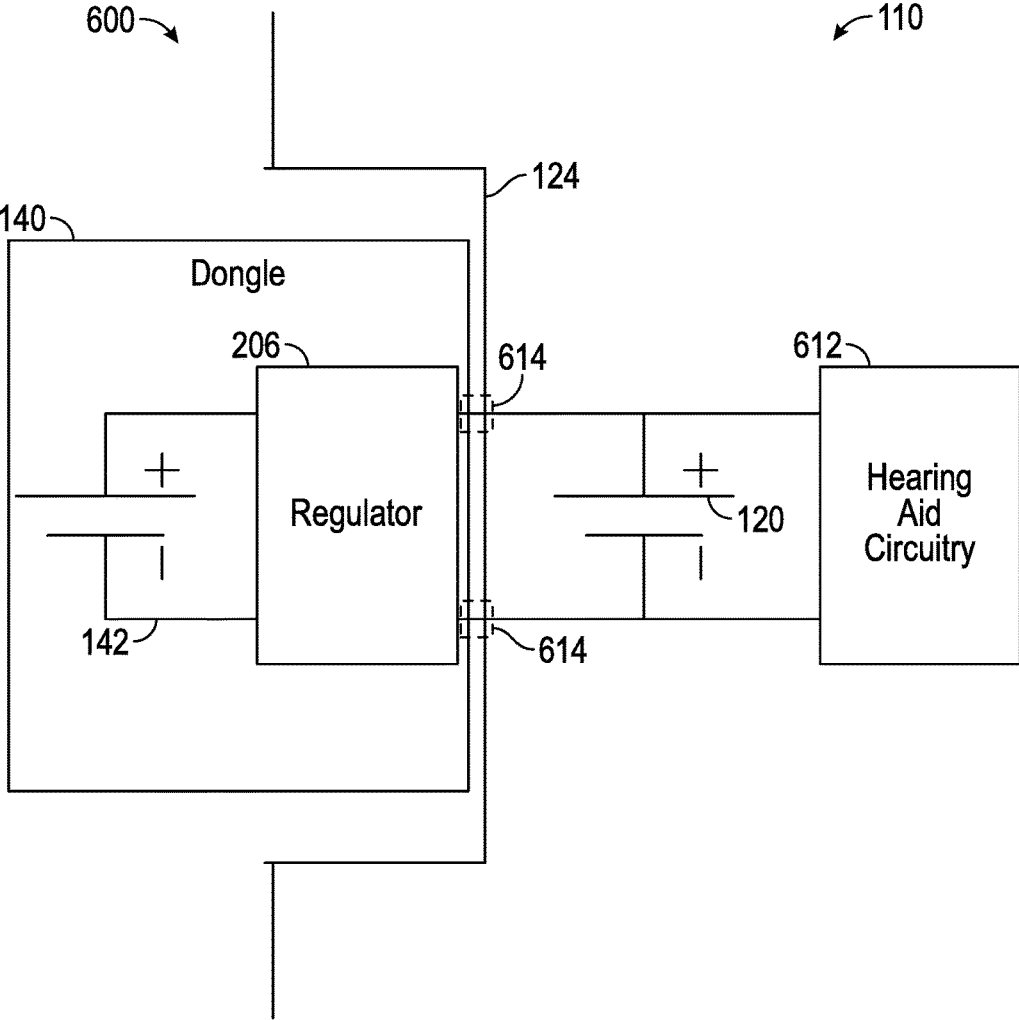 600
110
124
140
Dongle
206
614
612
+
+
Regulator
120
Hearing
Aid
Circuitry
142
614